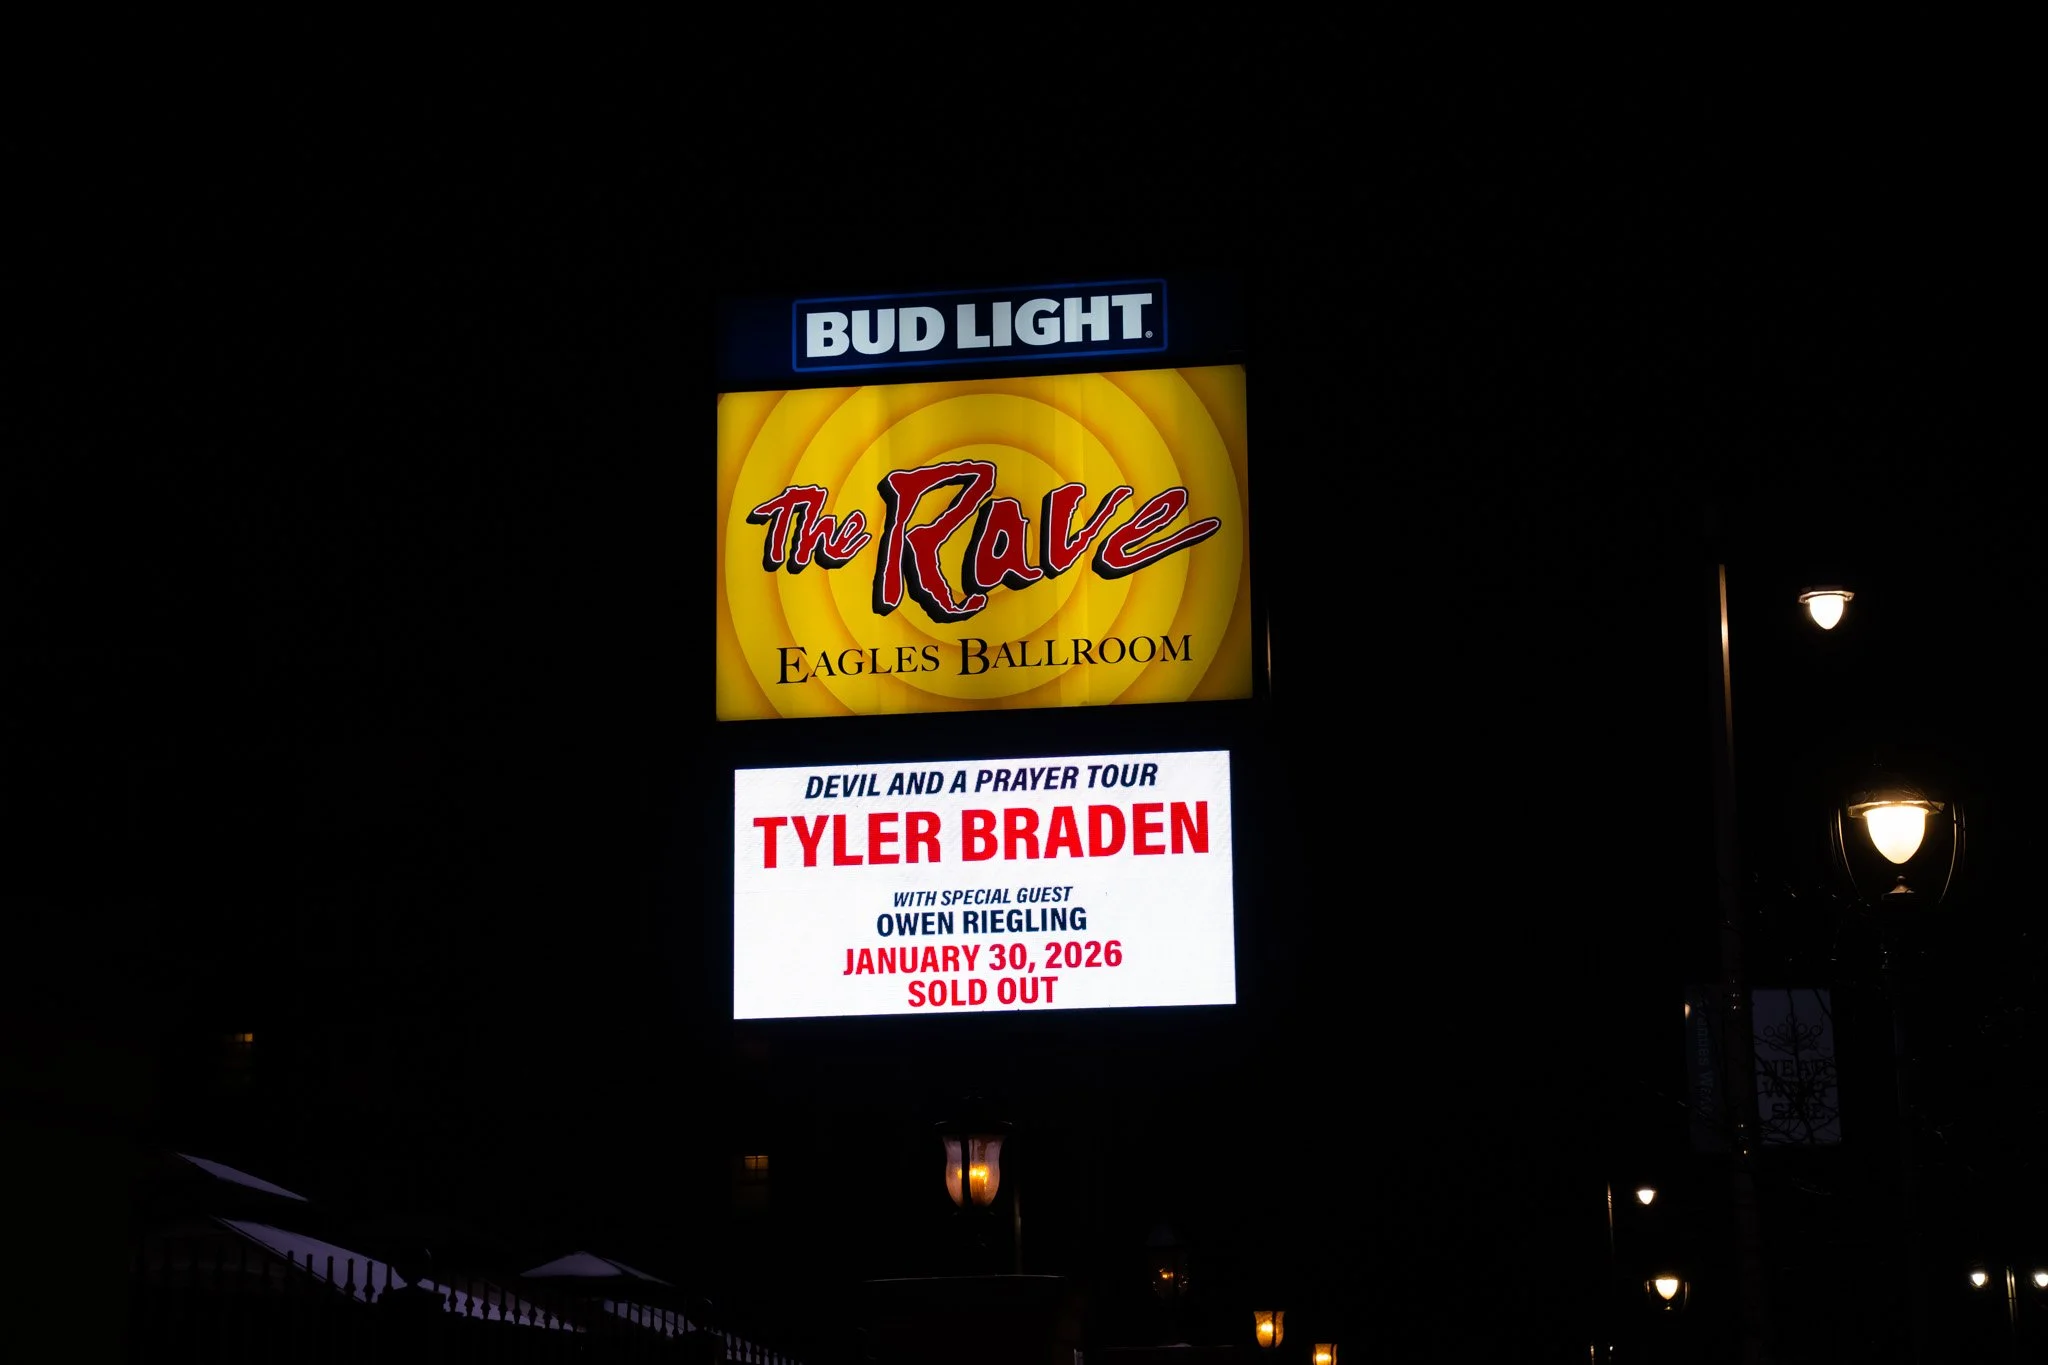 BUD LIGHT®
The Rave
EAGLES BALLROOM
DEVIL AND A PRAYER TOUR
TYLER BRADEN
WITH SPECIAL GUEST
OWEN RIEGLING
JANUARY 30, 2026
SOLD OUT
NEAR